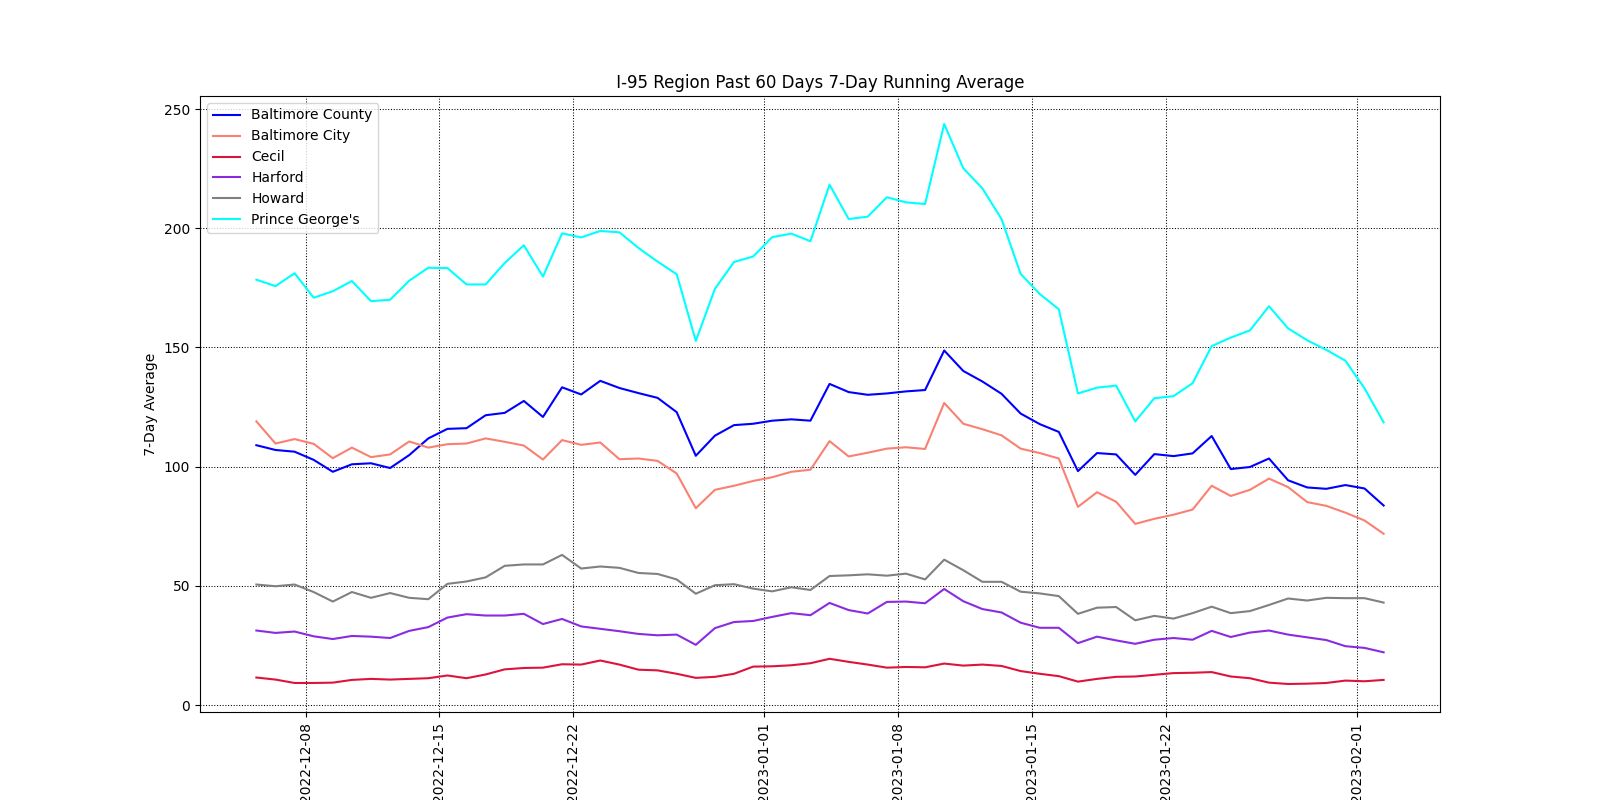 I-95 Region Past 60 Days 7-Day Running Average
250
200
150
100
50
0
7-Day Average
Baltimore County
Baltimore City
Cecil
Harford
Howard
Prince George's
2022-12-08
2022-12-15
2022-12-22
2023-01-01
2023-01-08
2023-01-15
2023-01-22
2023-02-01